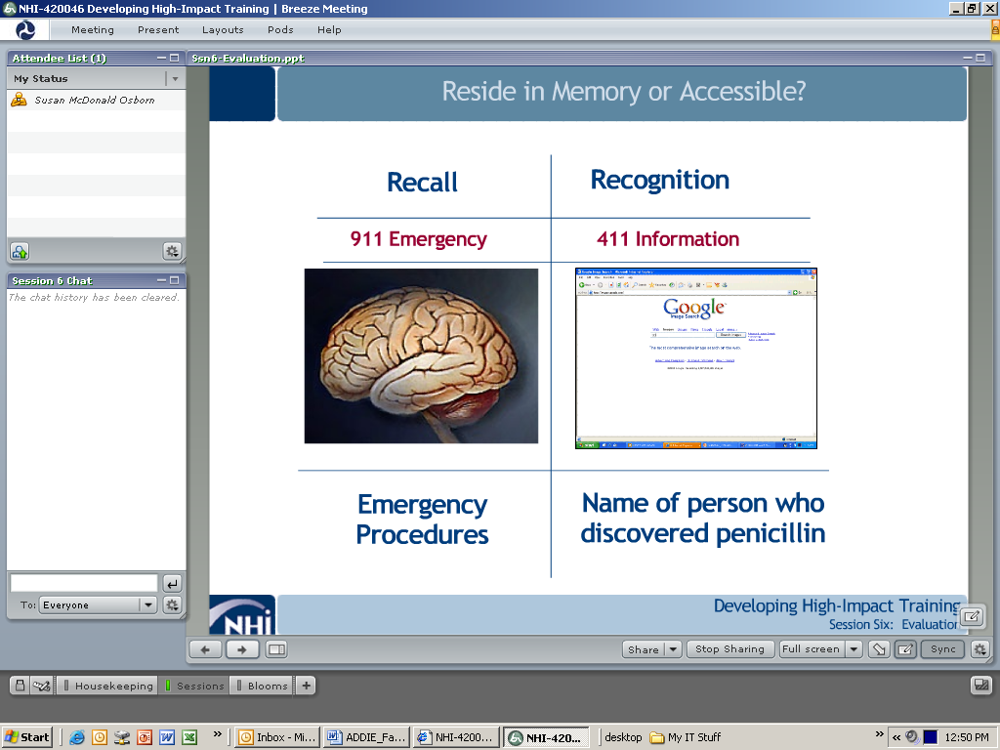 NHI-420046 Developing High-Impact Training | Breeze Meeting
Meeting Present Layouts Pods Help
Attendee List (1)
My Status
Susan McDonald Osborn
Session 6 Chat
The chat history has been cleared.
To: Everyone
Ssn6-Evaluation.ppt
Reside in Memory or Accessible?
Recall Recognition
911 Emergency 411 Information
Google
Image Search
Emergency
Procedures
Name of person who
discovered penicillin
NHi
Developing High-Impact Training
Session Six: Evaluation
Share Stop Sharing Full screen Sync
Housekeeping Sessions Blooms +
Start Inbox - Mi... ADDIE_Fa... NHI-4200... NHI-420... desktop My IT Stuff 12:50 PM